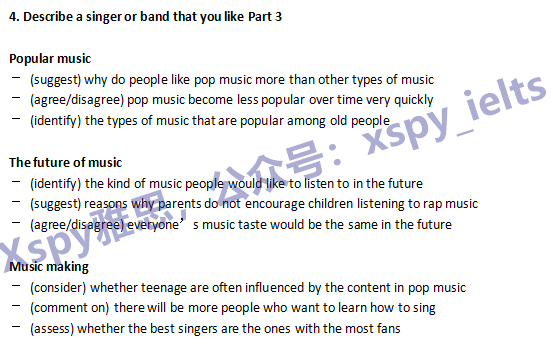 4. Describe a singer or band that you like Part 3
Popular music
– (suggest) why do people like pop music more than other types of music
– (agree/disagree) pop music become less popular over time very quickly
– (identify) the types of music that are popular among old people
The future of music
– (identify) the kind of music people would like to listen to in the future
– (suggest) reasons why parents do not encourage children listening to rap music
– (agree/disagree) everyone’s music taste would be the same in the future
Music making
– (consider) whether teenage are often influenced by the content in pop music
– (comment on) there will be more people who want to learn how to sing
– (assess) whether the best singers are the ones with the most fans
Xspy雅思，公众号：xspy_ielts